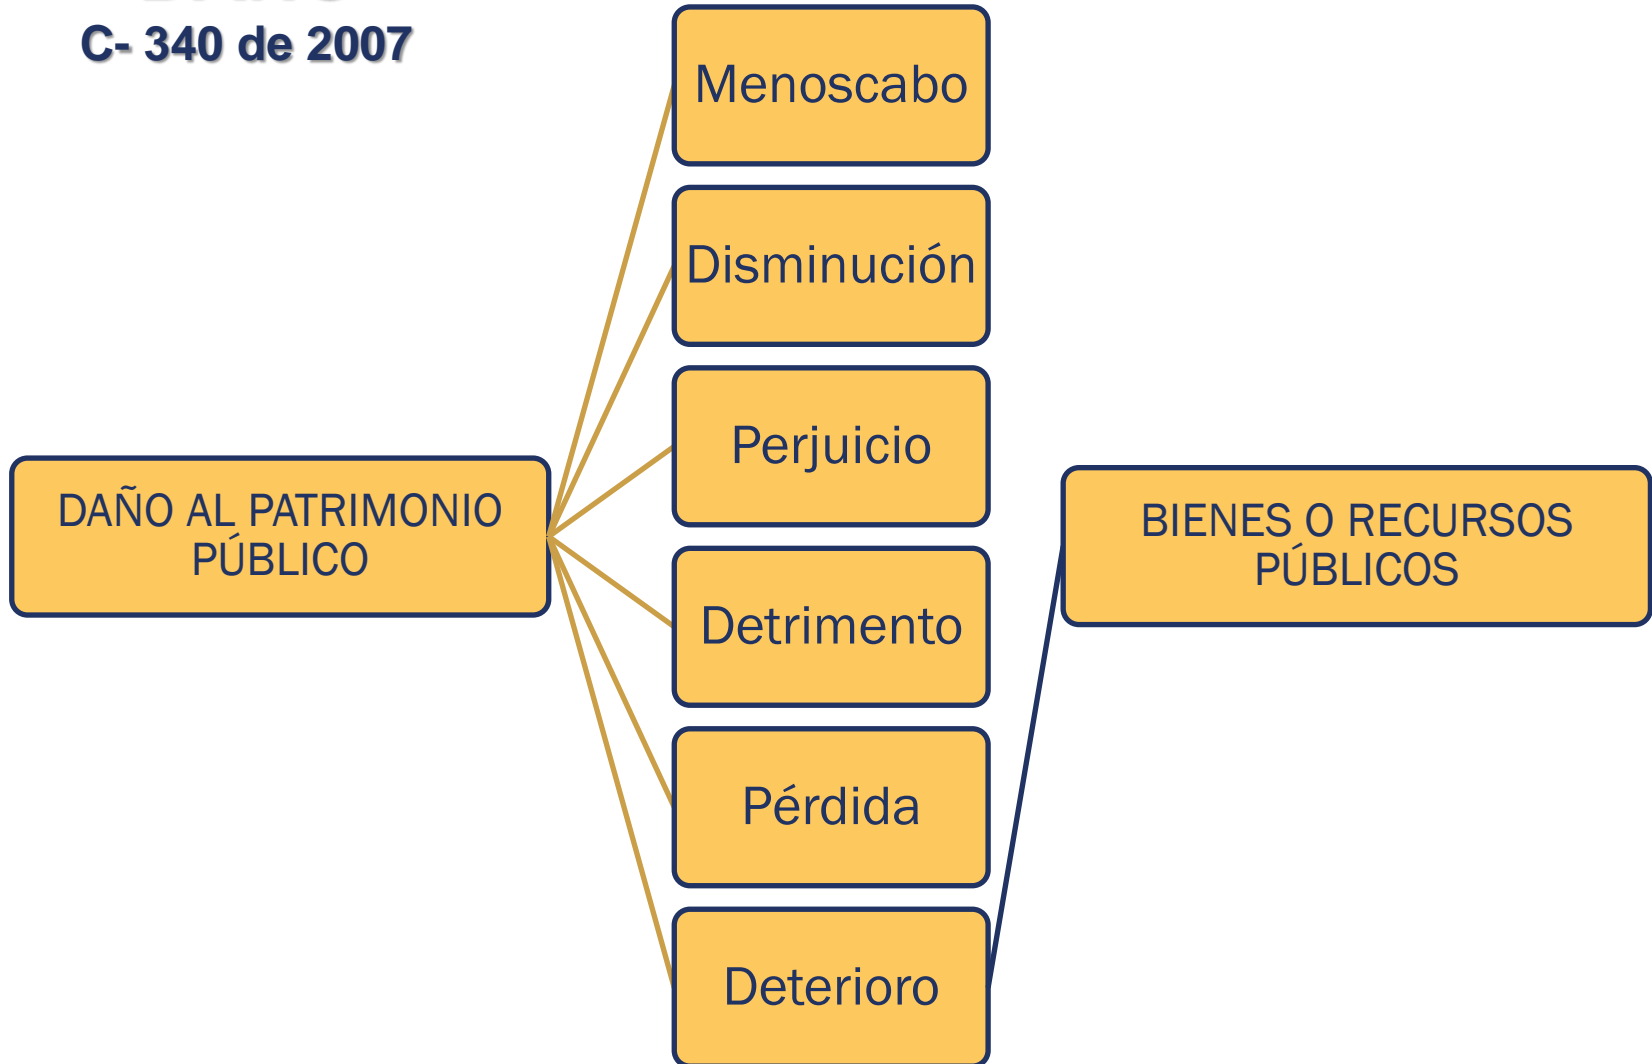 C- 340 de 2007
Menoscabo
Disminución
Perjuicio
DAÑO AL PATRIMONIO
PÚBLICO
BIENES O RECURSOS
PÚBLICOS
Detrimento
Pérdida
Deterioro